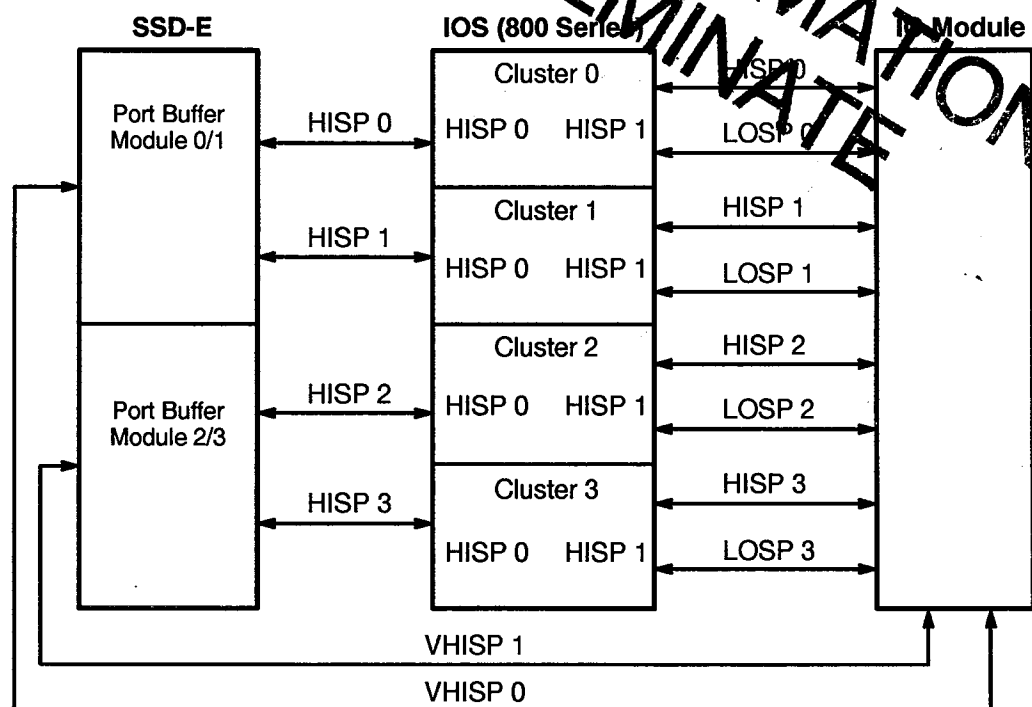 SSD-E
IOS (800 Series)
IO Module
Port Buffer
Module 0/1
Port Buffer
Module 2/3
HISP 0
HISP 1
HISP 2
HISP 3
Cluster 0
HISP 0 HISP 1
Cluster 1
HISP 0 HISP 1
Cluster 2
HISP 0 HISP 1
Cluster 3
HISP 0 HISP 1
HISP 0
LOSP 0
HISP 1
LOSP 1
HISP 2
LOSP 2
HISP 3
LOSP 3
VHISP 1
VHISP 0
MATION
MINATE